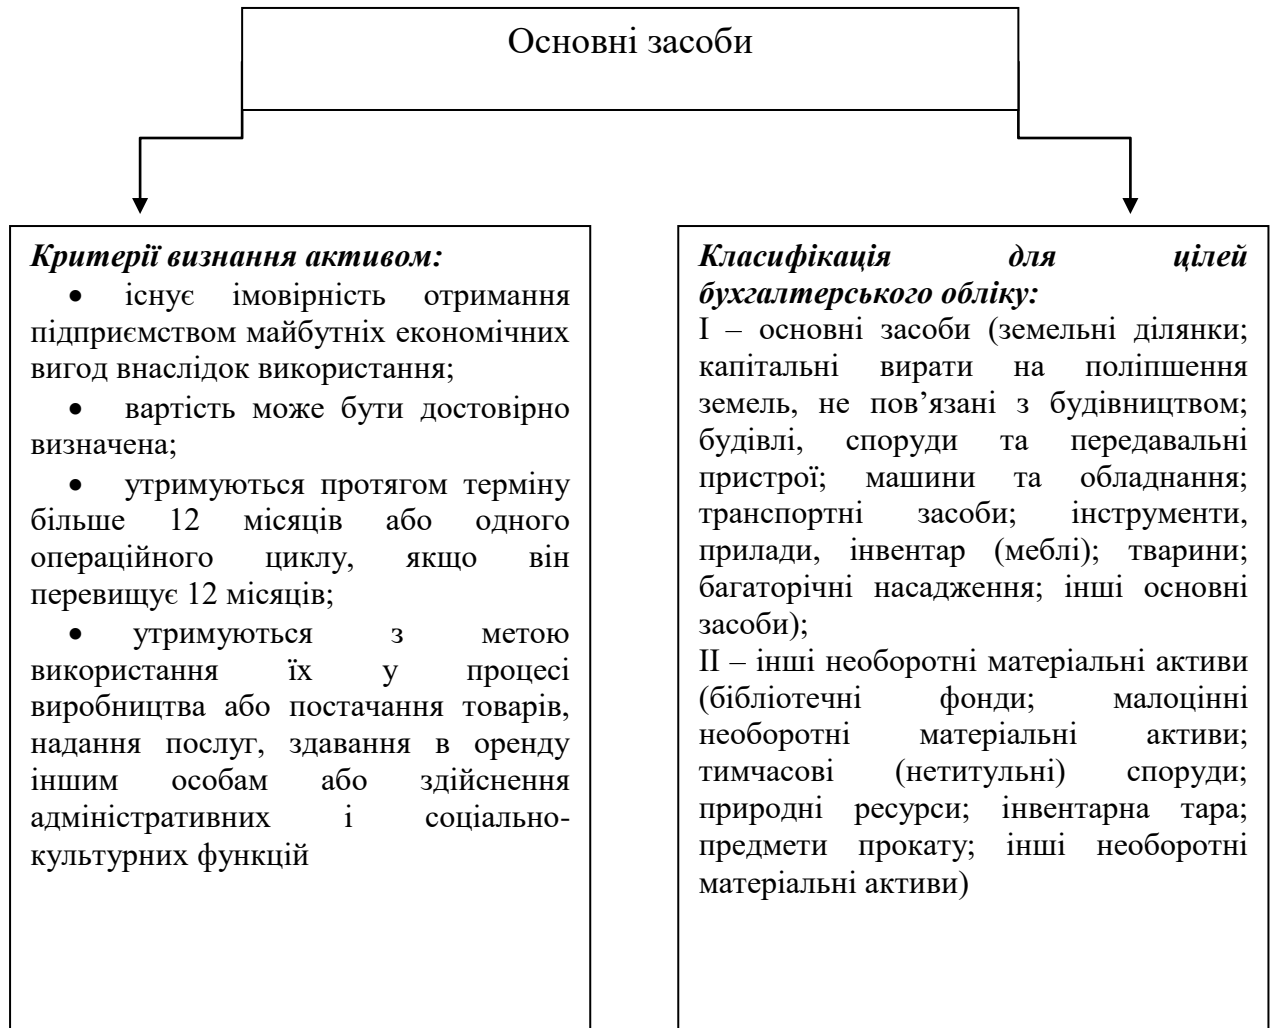 Основні засоби
Критерії визнання активом:
• існує імовірність отримання
підприємством майбутніх економічних
вигод внаслідок використання;
• вартість може бути достовірно
визначена;
• утримуються протягом терміну
більше 12 місяців або одного
операційного циклу, якщо він
перевищує 12 місяців;
• утримуються з метою
використання їх у процесі
виробництва або постачання товарів,
надання послуг, здавання в оренду
іншим особам або здійснення
адміністративних і соціально-
культурних функцій
Класифікація для цілей
бухгалтерського обліку:
І – основні засоби (земельні ділянки;
капітальні вирати на поліпшення
земель, не пов’язані з будівництвом;
будівлі, споруди та передавальні
пристрої; машини та обладнання;
транспортні засоби; інструменти,
прилади, інвентар (меблі); тварини;
багаторічні насадження; інші основні
засоби);
ІІ – інші необоротні матеріальні активи
(бібліотечні фонди; малоцінні
необоротні матеріальні активи;
тимчасові (нетитульні) споруди;
природні ресурси; інвентарна тара;
предмети прокату; інші необоротні
матеріальні активи)